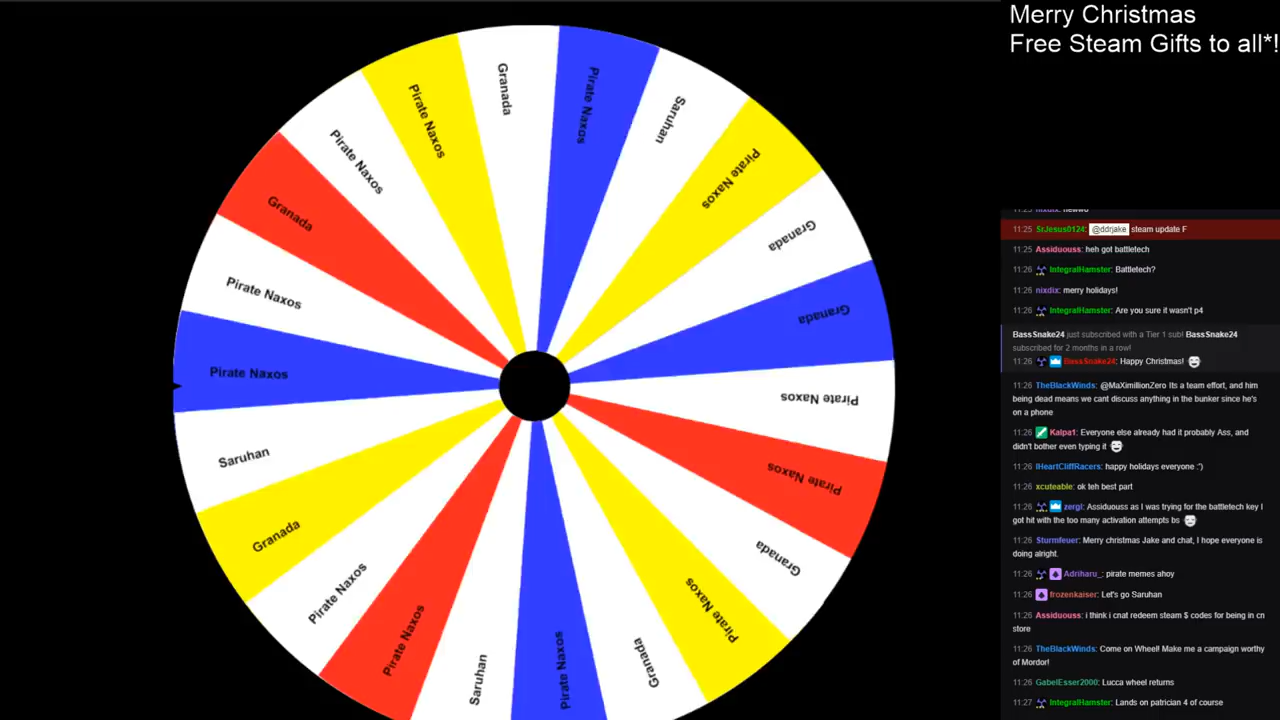 Merry Christmas
Free Steam Gifts to all*!
Granada
Pirate Naxos
Saruhan
Pirate Naxos
Granada
Granada
Pirate Naxos
Pirate Naxos
Granada
Pirate Naxos
Granada
Pirate Naxos
Saruhan
Pirate Naxos
Pirate Naxos
Granada
Saruhan
Pirate Naxos
Pirate Naxos
Granada
Pirate Naxos
Pirate Naxos
11:25 SrJesus0124: @ddrjake steam update F
11:25 Assiduouss: heh got battletech
11:26 IntegralHamster: Battletech?
11:26 nixdix: merry holidays!
11:26 IntegralHamster: Are you sure it wasn't p4
BassSnake24 just subscribed with a Tier 1 sub! BassSnake24
subscribed for 2 months in a row!
11:26 BassSnake24: Happy Christmas!
11:26 TheBlackWinds: @MaXimillionZero Its a team effort, and him
being dead means we cant discuss anything in the bunker since he's
on a phone
11:26 Kalpa1: Everyone else already had it probably Ass, and
didn't bother even typing it
11:26 IHeartCliffRacers: happy holidays everyone :')
11:26 xcuteable: ok teh best part
11:26 zergi: Assiduouss as I was trying for the battletech key I
got hit with the too many activation attempts bs
11:26 Sturmfeuer: Merry christmas Jake and chat, I hope everyone is
doing alright.
11:26 Adriharu_: pirate memes ahoy
11:26 frozenkaiser: Let's go Saruhan
11:26 Assiduouss: i think i cnat redeem steam $ codes for being in cn
store
11:26 TheBlackWinds: Come on Wheel! Make me a campaign worthy
of Mordor!
11:26 GabelEsser2000: Lucca wheel returns
11:27 IntegralHamster: Lands on patrician 4 of course